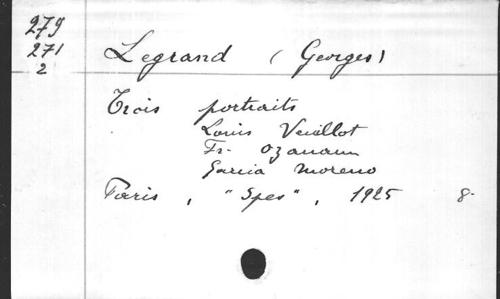 279
271
2
Legrand (Georges)
Trois portraits
Louis Veuillot
Fr. Ozanam
Garcia Moreno
Paris, "Spes", 1925 8-